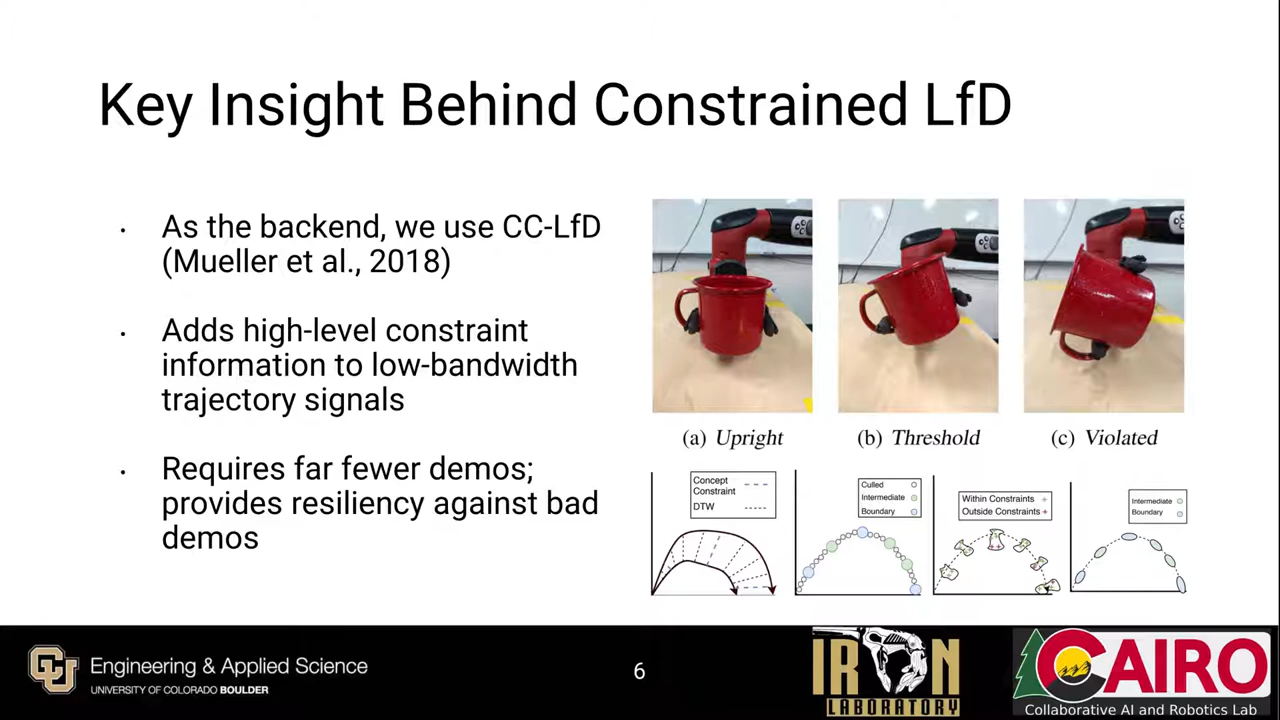 Key Insight Behind Constrained LfD
· As the backend, we use CC-LfD
(Mueller et al., 2018)
· Adds high-level constraint
information to low-bandwidth
trajectory signals
· Requires far fewer demos;
provides resiliency against bad
demos
(a) Upright
(b) Threshold
(c) Violated
Concept
Constraint
DTW
Culled
Intermediate
Boundary
Within Constraints
Outside Constraints
Intermediate
Boundary
Engineering & Applied Science
UNIVERSITY OF COLORADO BOULDER
6
IRON
LABORATORY
CAIRO
Collaborative AI and Robotics Lab